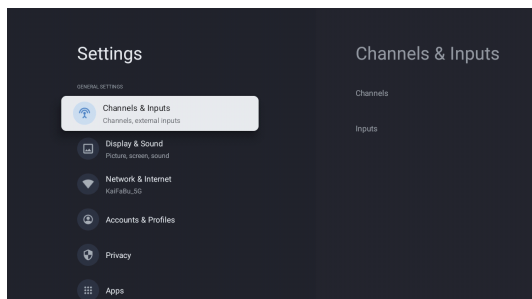 Settings
GENERAL SETTINGS
Channels & Inputs
Channels, external inputs
Display & Sound
Picture, screen, sound
Network & Internet
KaiFaBu_5G
Accounts & Profiles
Privacy
Apps
Channels & Inputs
Channels
Inputs